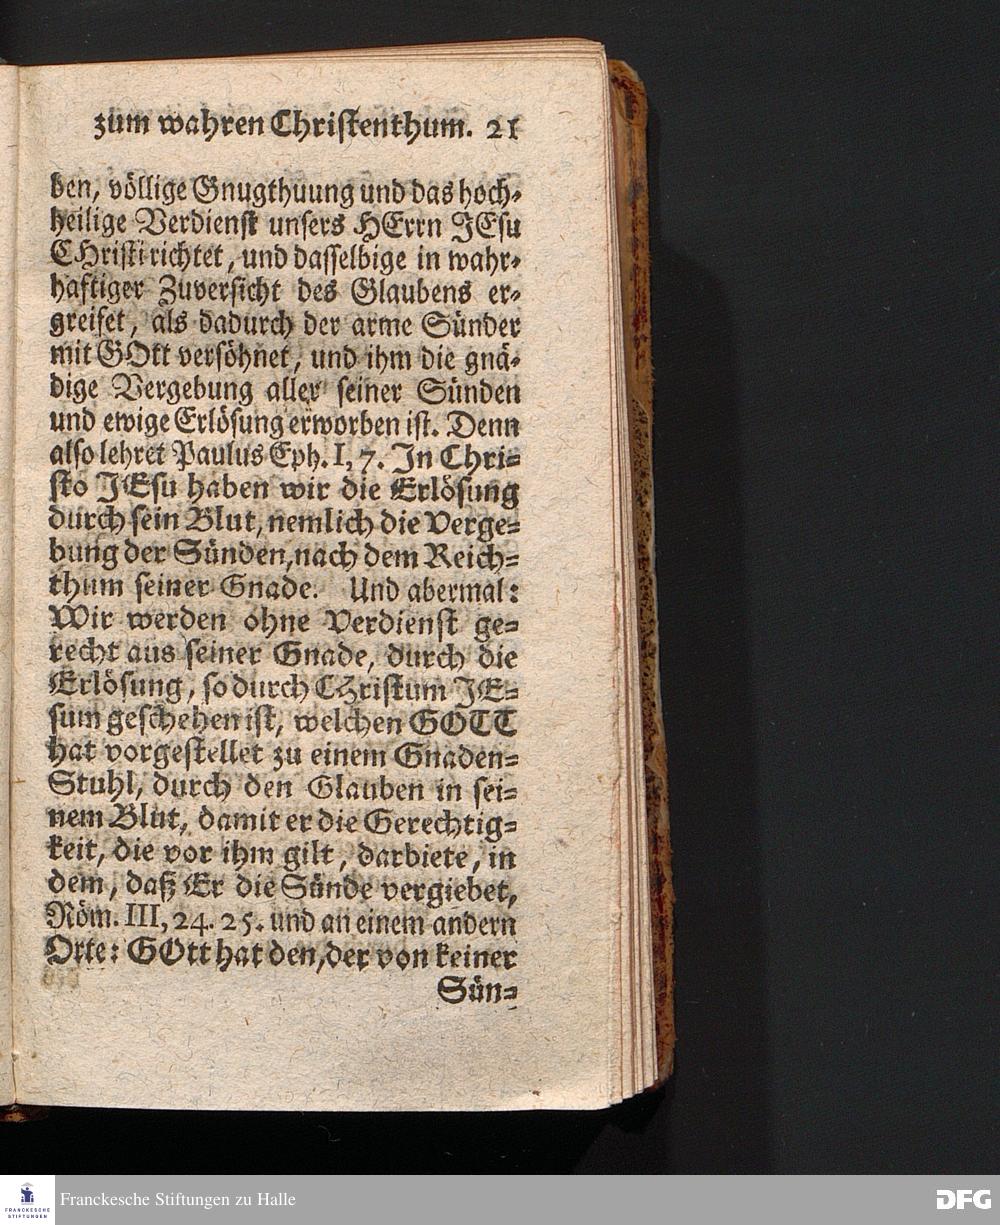 zum wahren Christenthum. 21
ben, völlige Gnugthuung und das hoch-
heilige Verdienst unsers HErrn JEsu
CHristi richtet, und dasselbige in wahr-
haftiger Zuversicht des Glaubens er-
greifet, als dadurch der arme Sünder
mit GOtt versöhnet, und ihm die gnä-
dige Vergebung aller seiner Sünden
und ewige Erlösung erworben ist. Denn
also lehret Paulus Eph. I, 7. In Chri-
sto JEsu haben wir die Erlösung
durch sein Blut, nemlich die Verge-
bung der Sünden, nach dem Reich-
thum seiner Gnade. Und abermal:
Wir werden ohne Verdienst ge-
recht aus seiner Gnade, durch die
Erlösung, so durch CHristum JE-
sum geschehen ist, welchen GOTT
hat vorgestellet zu einem Gnaden-
Stuhl, durch den Glauben in sei-
nem Blut, damit er die Gerechtig-
keit, die vor ihm gilt, darbiete, in
dem, daß Er die Sünde vergiebet,
Röm. III, 24. 25. und an einem andern
Orte: GOtt hat den, der von keiner
Sün-
FRANCKESCHE
STIFTUNGEN
Franckesche Stiftungen zu Halle
DFG